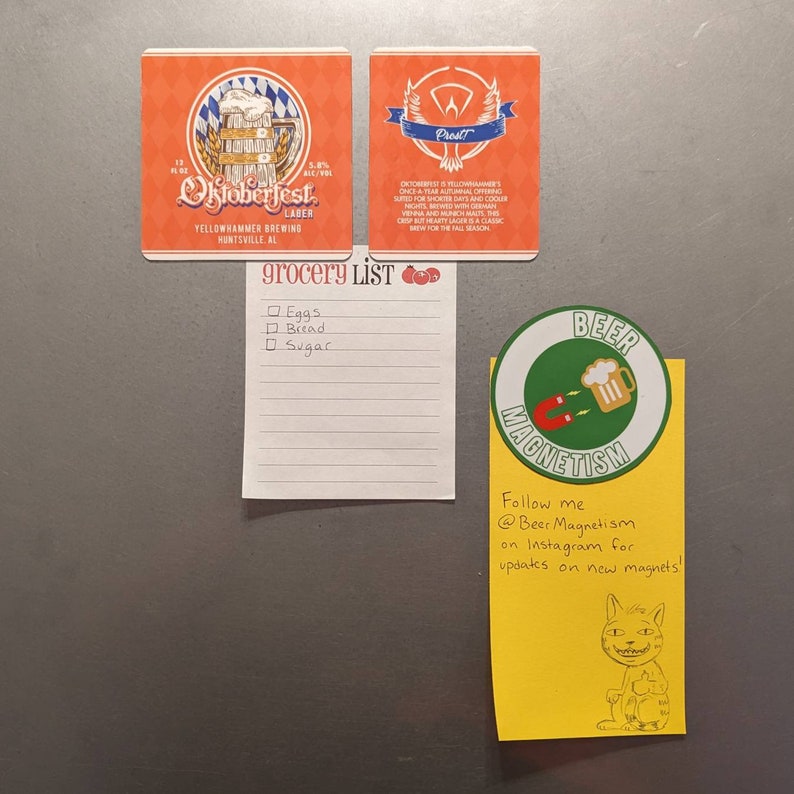 12
FL OZ
5.8%
ALC/VOL
Oktoberfest
LAGER
YELLOWHAMMER BREWING
HUNTSVILLE, AL
Prost!
OKTOBERFEST IS YELLOWHAMMER'S
ONCE-A-YEAR AUTUMNAL OFFERING
SUITED FOR SHORTER DAYS AND COOLER
NIGHTS. BREWED WITH GERMAN
VIENNA AND MUNICH MALTS, THIS
CRISP BUT HEARTY LAGER IS A CLASSIC
BREW FOR THE FALL SEASON.
grocery LiST
Eggs
Bread
Sugar
BEER
MAGNETISM
Follow me
@BeerMagnetism
on Instagram for
updates on new magnets!